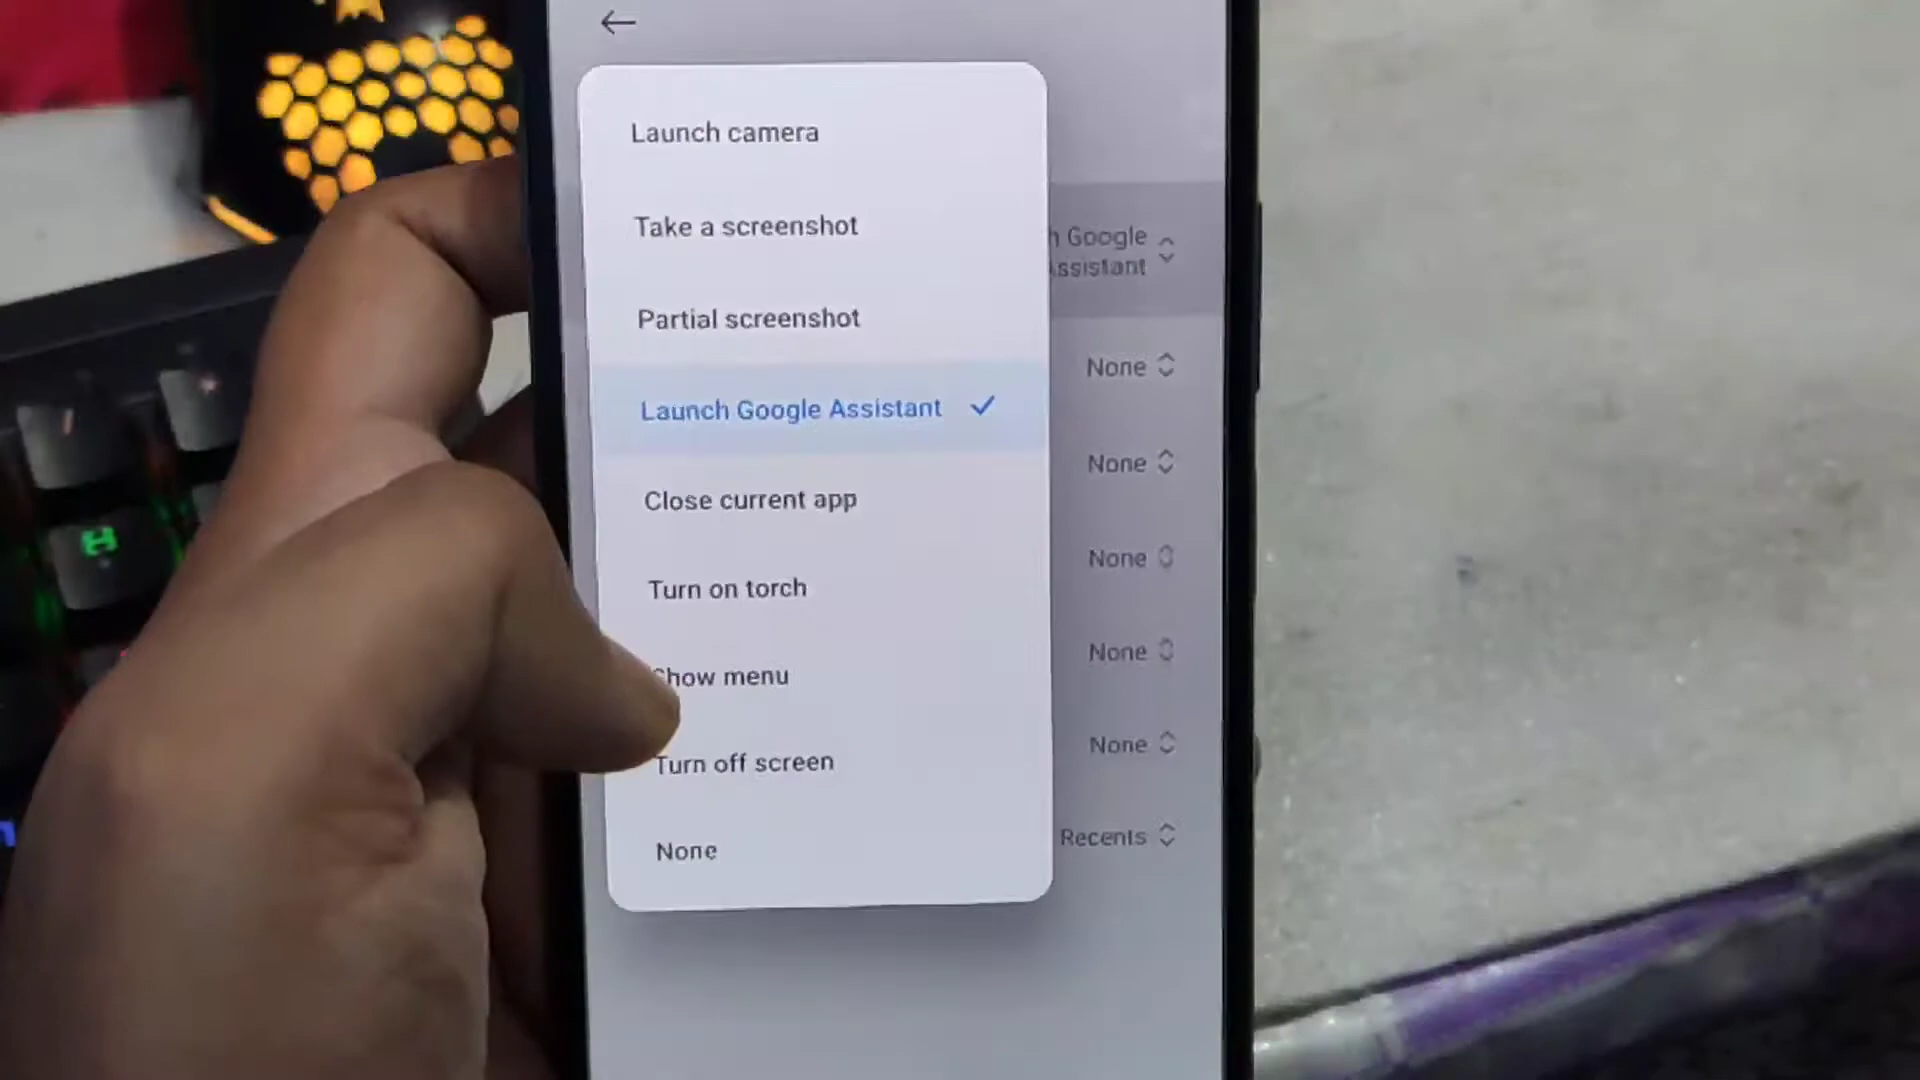 Launch camera
Take a screenshot
Partial screenshot
Launch Google Assistant
Close current app
Turn on torch
Show menu
Turn off screen
None
h Google
Assistant
None
None
None
None
None
Recents
H